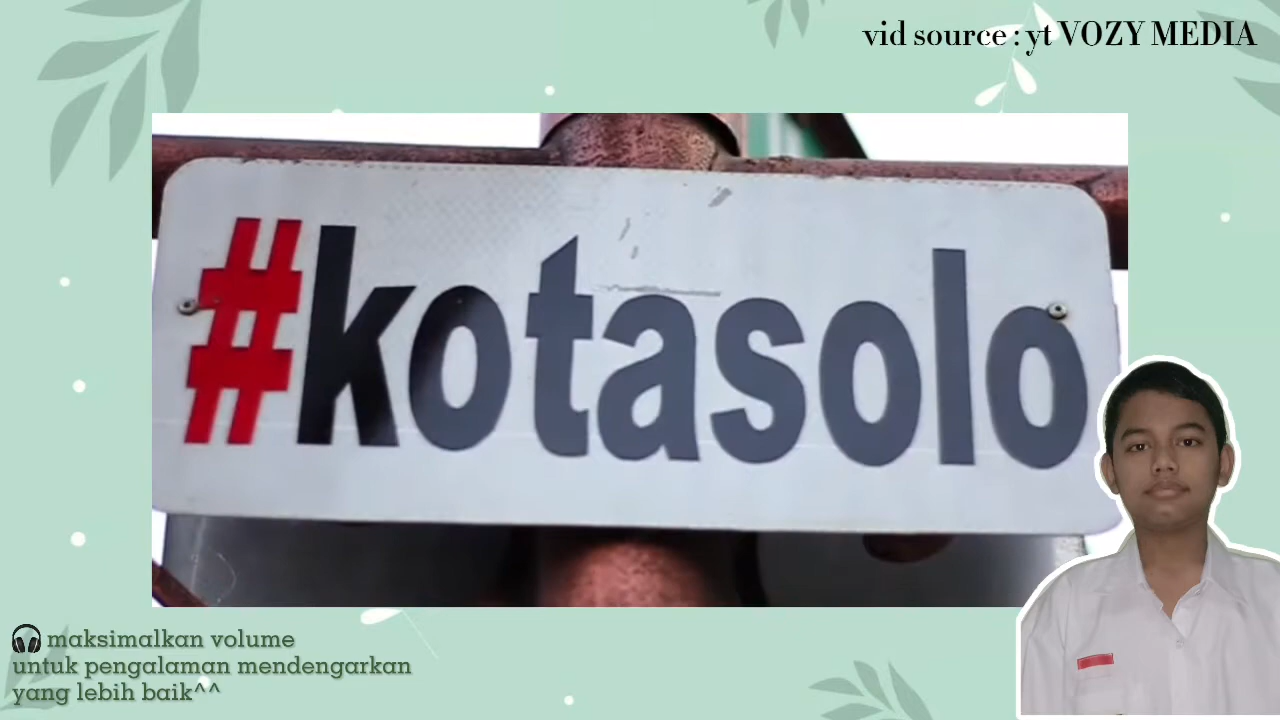 vid source : yt VOZY MEDIA
#kotasolo
maksimalkan volume
untuk pengalaman mendengarkan
yang lebih baik^^